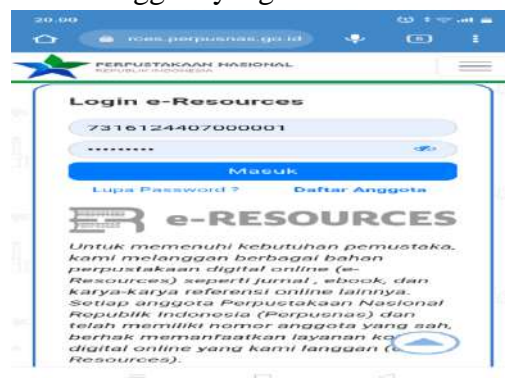 20.00
rces.perpusnas.go.id
PERPUSTAKAAN NASIONAL
REPUBLIK INDONESIA
Login e-Resources
7316124407000001
Masuk
Lupa Password ? Daftar Anggota
e-RESOURCES
Untuk memenuhi kebutuhan pemustaka,
kami melanggan berbagai bahan
perpustakaan digital online (e-
Resources) seperti jurnal , ebook, dan
karya-karya referensi online lainnya.
Setiap anggota Perpustakaan Nasional
Republik Indonesia (Perpusnas) dan
telah memiliki nomor anggota yang sah,
berhak memanfaatkan layanan
digital online yang kami langgan
Resources).